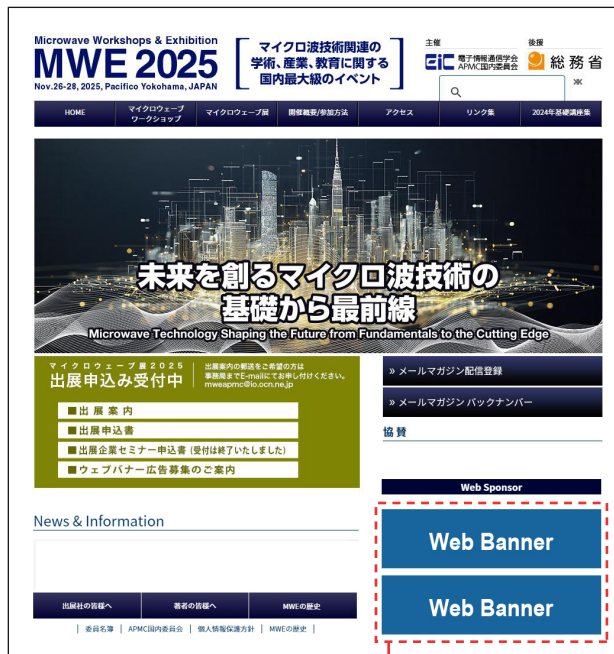 Microwave Workshops & Exhibition
MWE 2025
Nov.26-28, 2025, Pacifico Yokohama, JAPAN
マイクロ波技術関連の
学術、産業、教育に関する
国内最大級のイベント
主催
電子情報通信学会
APMC国内委員会
後援
総務省
HOME
マイクロウェーブ
ワークショップ
マイクロウェーブ展
開催概要/参加方法
アクセス
リンク集
2024年基礎講座集
未来を創るマイクロ波技術の
基礎から最前線
Microwave Technology Shaping the Future from Fundamentals to the Cutting Edge
マイクロウェーブ展2025
出展申込み受付中
出展案内の郵送をご希望の方は
事務局までE-mailにてお申し付けください。
mweapmc@io.ocn.ne.jp
■出展案内
■出展申込書
■出展企業セミナー申込書 (受付は終了いたしました)
■ウェブバナー広告募集のご案内
» メールマガジン配信登録
» メールマガジン バックナンバー
協賛
Web Sponsor
Web Banner
Web Banner
News & Information
出展社の皆様へ
著者の皆様へ
MWEの歴史
| 委員名簿 | APMC国内委員会 | 個人情報保護方針 | MWEの歴史 |